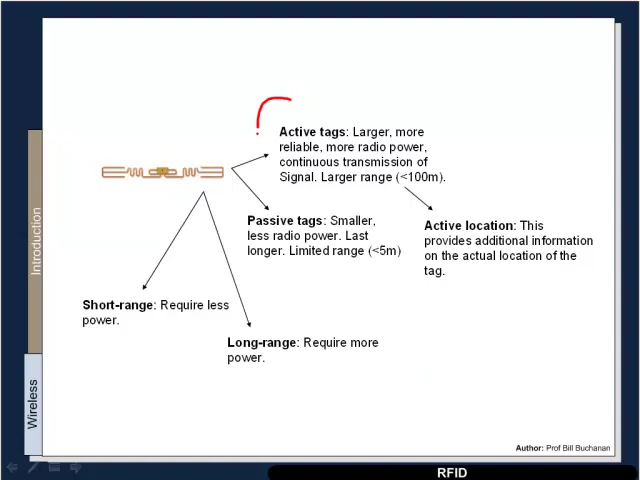 Active tags: Larger, more
reliable, more radio power,
continuous transmission of
Signal. Larger range (<100m).
Passive tags: Smaller,
less radio power. Last
longer. Limited range (<5m)
Active location: This
provides additional information
on the actual location of the
tag.
Short-range: Require less
power.
Long-range: Require more
power.
Introduction
Wireless
Author: Prof Bill Buchanan
RFID